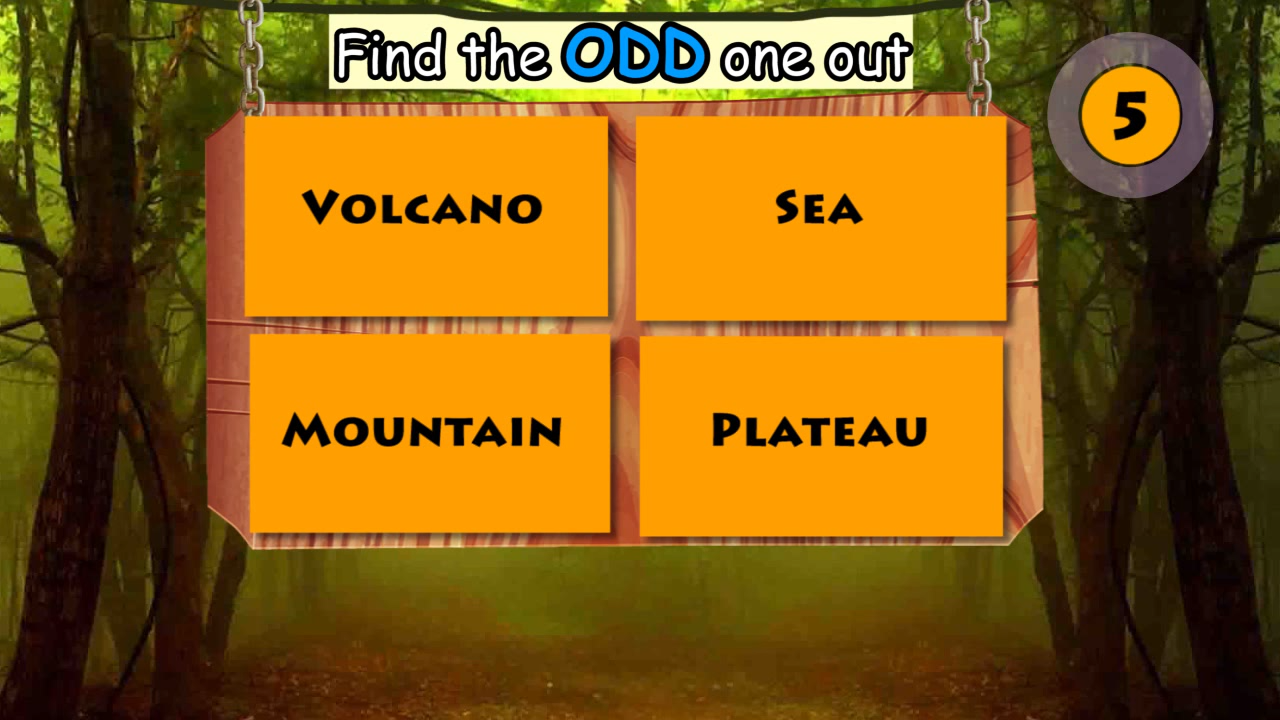 Find the ODD one out
5
Volcano
Sea
Mountain
Plateau